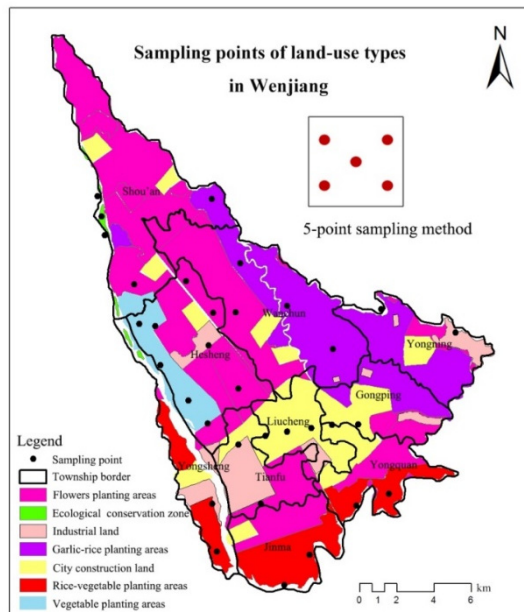 Sampling points of land-use types
in Wenjiang
N
5-point sampling method
Shou'an
Wanchun
Yongning
Hesheng
Gongping
Liucheng
Yongsheng
Tianfu
Yongquan
Jinma
Legend
Sampling point
Township border
Flowers planting areas
Ecological conservation zone
Industrial land
Garlic-rice planting areas
City construction land
Rice-vegetable planting areas
Vegetable planting areas
0 1 2 4 6
km